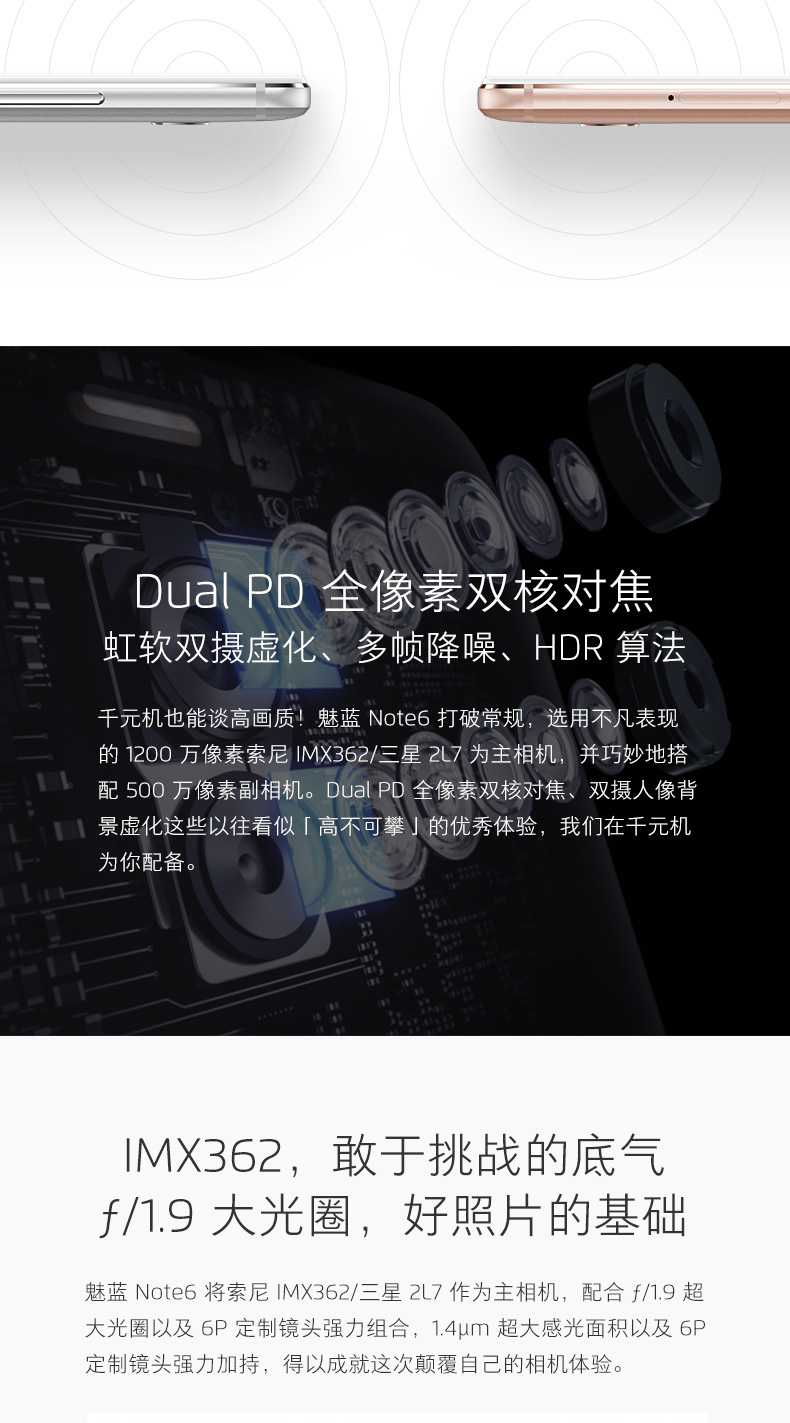 Dual PD 全像素双核对焦
虹软双摄虚化、多帧降噪、HDR 算法
千元机也能谈高画质！魅蓝 Note6 打破常规，选用不凡表现
的 1200 万像素索尼 IMX362/三星 2L7 为主相机，并巧妙地搭
配 500 万像素副相机。Dual PD 全像素双核对焦、双摄人像背
景虚化这些以往看似「高不可攀」的优秀体验，我们在千元机
为你配备。
IMX362，敢于挑战的底气
ƒ/1.9 大光圈，好照片的基础
魅蓝 Note6 将索尼 IMX362/三星 2L7 作为主相机，配合 ƒ/1.9 超
大光圈以及 6P 定制镜头强力组合，1.4μm 超大感光面积以及 6P
定制镜头强力加持，得以成就这次颠覆自己的相机体验。